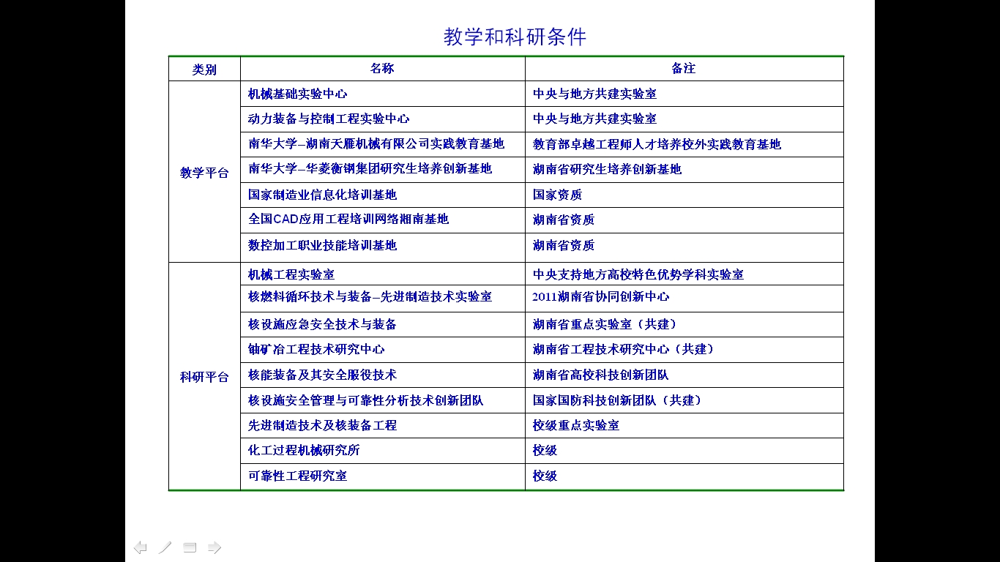 教学和科研条件
类别 名称 备注
教学平台
机械基础实验中心 中央与地方共建实验室
动力装备与控制工程实验中心 中央与地方共建实验室
南华大学–湖南天雁机械有限公司实践教育基地 教育部卓越工程师人才培养校外实践教育基地
南华大学–华菱衡钢集团研究生培养创新基地 湖南省研究生培养创新基地
国家制造业信息化培训基地 国家资质
全国CAD应用工程培训网络湘南基地 湖南省资质
数控加工职业技能培训基地 湖南省资质
科研平台
机械工程实验室 中央支持地方高校特色优势学科实验室
核燃料循环技术与装备–先进制造技术实验室 2011湖南省协同创新中心
核设施应急安全技术与装备 湖南省重点实验室（共建）
铀矿冶工程技术研究中心 湖南省工程技术研究中心（共建）
核能装备及其安全服役技术 湖南省高校科技创新团队
核设施安全管理与可靠性分析技术创新团队 国家国防科技创新团队（共建）
先进制造技术及核装备工程 校级重点实验室
化工过程机械研究所 校级
可靠性工程研究室 校级